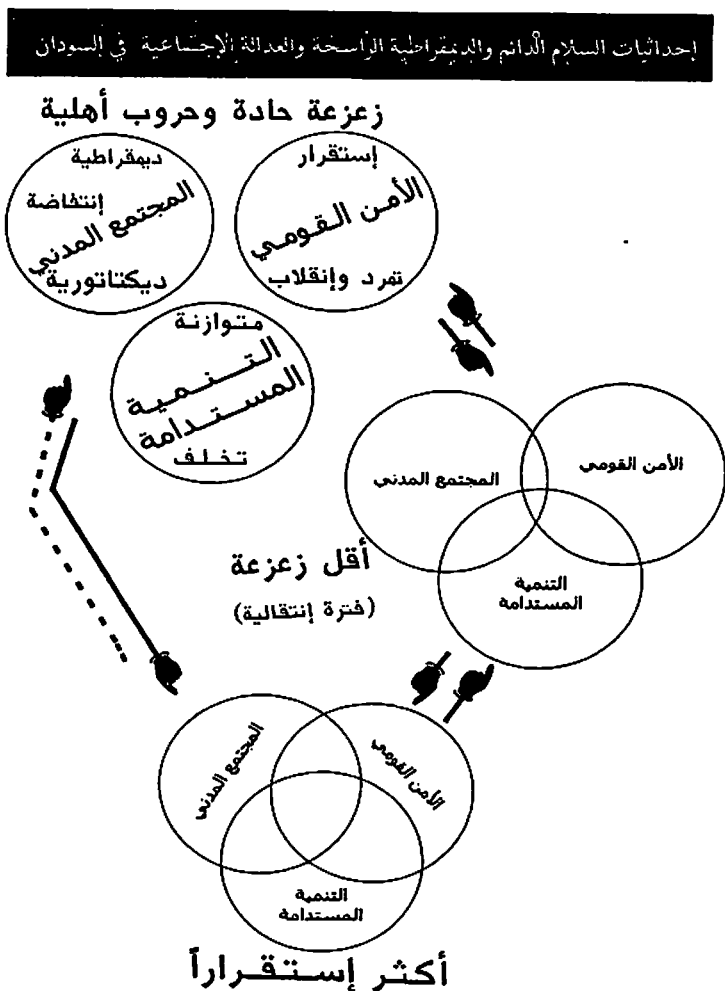 إحداثيات السلام الدائم والديمقراطية الراسخة والعدالة الإجتماعية في السودان
زعزعة حادة وحروب أهلية
إستقرار
الأمن القومي
تمرد وإنقلاب
ديمقراطية
إنتفاضة
المجتمع المدني
ديكتاتورية
متوازنة
التنمية
المستدامة
تخلف
الأمن القومي
المجتمع المدني
التنمية
المستدامة
أقل زعزعة
(فترة إنتقالية)
الأمن القومي
المجتمع المدني
التنمية
المستدامة
أكثر إستقراراً